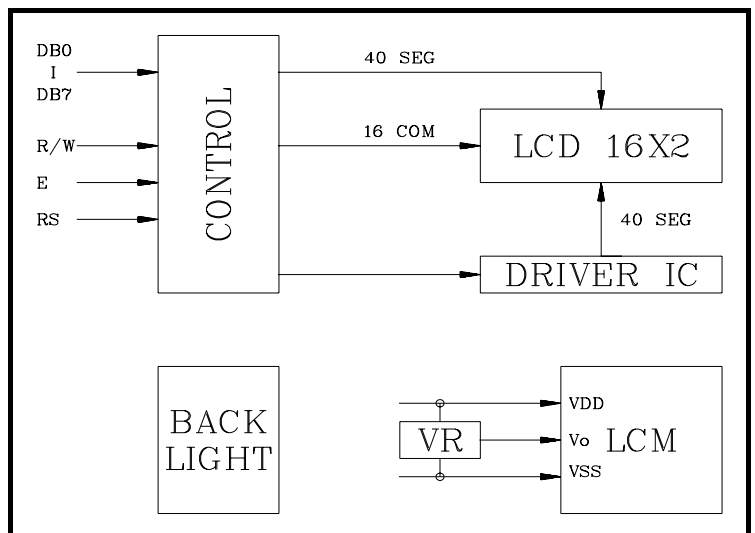 DB0
I
DB7
R/W
E
RS
CONTROL
40 SEG
16 COM
LCD 16X2
40 SEG
DRIVER IC
BACK
LIGHT
VR
VDD
Vo
VSS
LCM